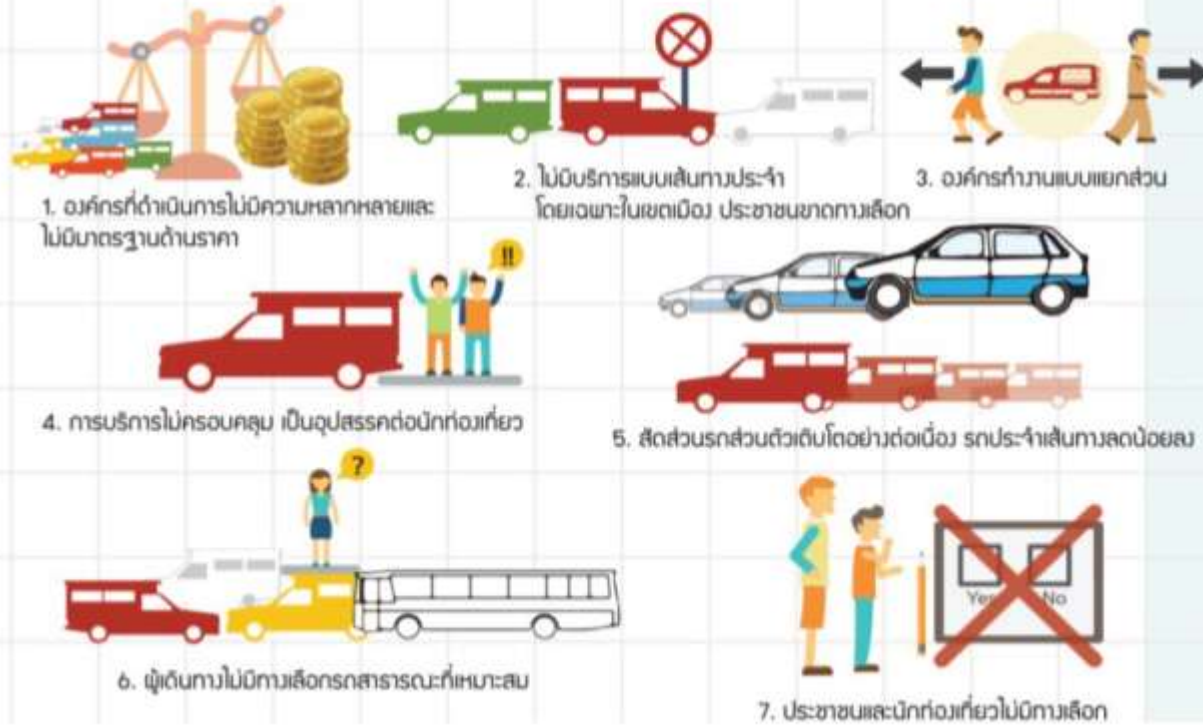 1. องค์กรที่ดำเนินการไม่มีความหลากหลายและ
ไม่มีมาตรฐานด้านราคา
2. ไม่มีบริการแบบเส้นทางประจำ
โดยเฉพาะในเขตเมือง ประชาชนขาดทางเลือก
3. องค์กรทำงานแบบแยกส่วน
!!
4. การบริการไม่ครอบคลุม เป็นอุปสรรคต่อนักท่องเที่ยว
5. สัดส่วนรถส่วนตัวเติบโตอย่างต่อเนื่อง รถประจำเส้นทางลดน้อยลง
?
6. ผู้เดินทางไม่มีทางเลือกรถสาธารณะที่เหมาะสม
Yes No
7. ประชาชนและนักท่องเที่ยวไม่มีทางเลือก